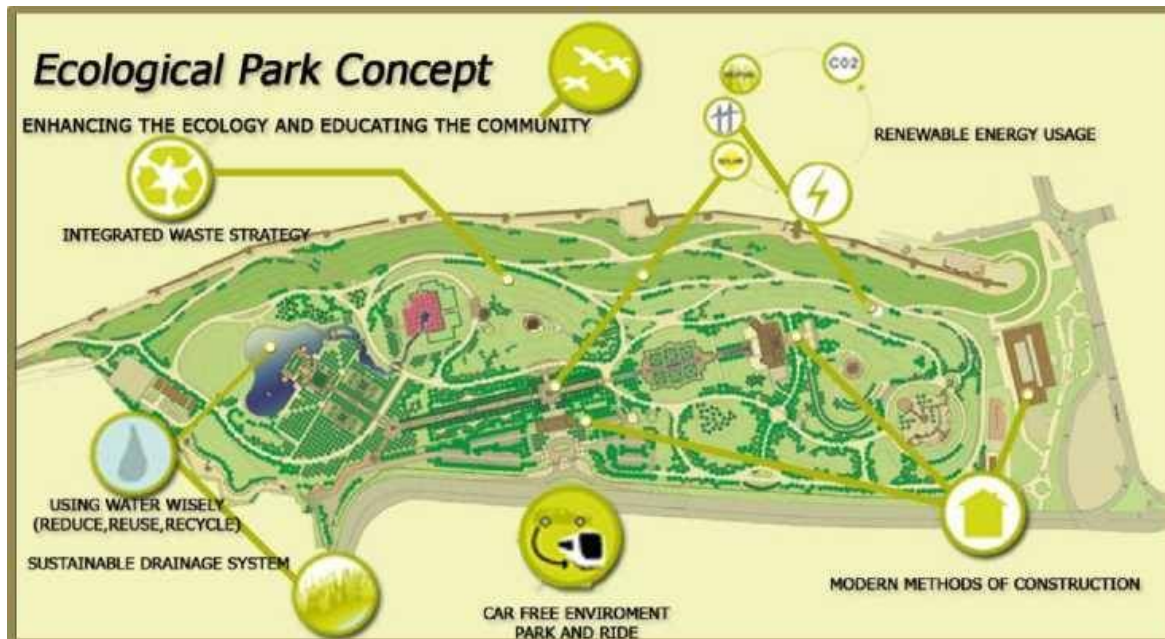 Ecological Park Concept
ENHANCING THE ECOLOGY AND EDUCATING THE COMMUNITY
CO2
RENEWABLE ENERGY USAGE
INTEGRATED WASTE STRATEGY
USING WATER WISELY
(REDUCE,REUSE,RECYCLE)
SUSTAINABLE DRAINAGE SYSTEM
CAR FREE ENVIROMENT
PARK AND RIDE
MODERN METHODS OF CONSTRUCTION